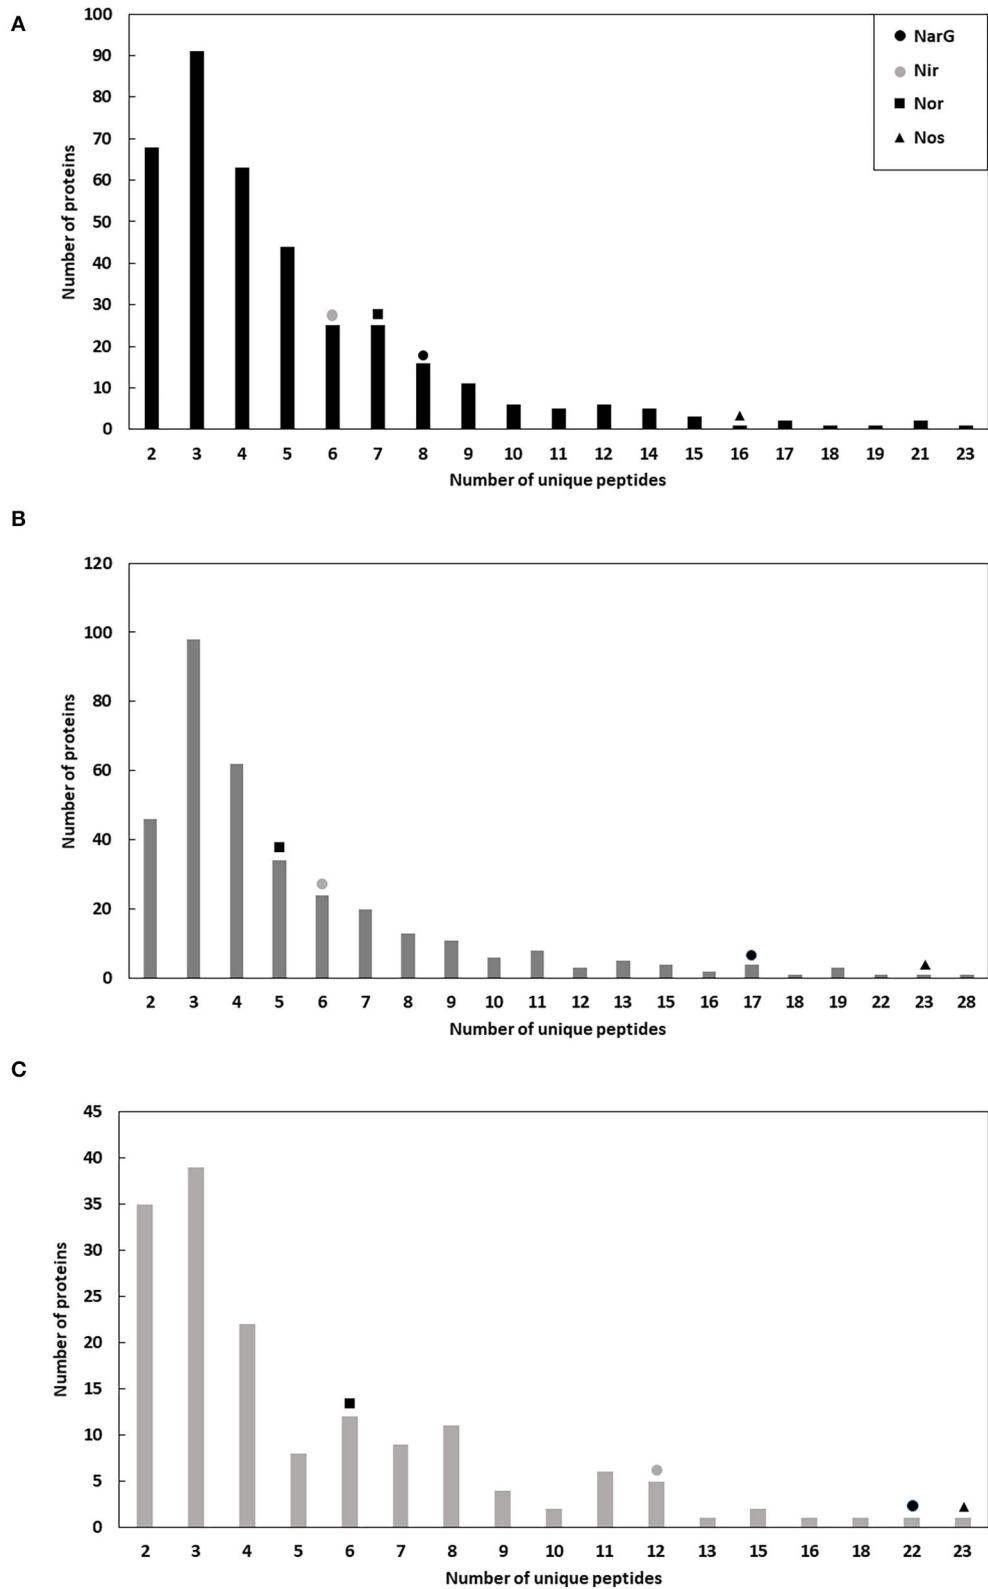 A
100
90
80
70
60
50
40
30
20
10
0
Number of proteins
NarG
Nir
Nor
Nos
2 3 4 5 6 7 8 9 10 11 12 14 15 16 17 18 19 21 23
Number of unique peptides
B
120
100
80
60
40
20
0
Number of proteins
2 3 4 5 6 7 8 9 10 11 12 13 15 16 17 18 19 22 23 28
Number of unique peptides
C
45
40
35
30
25
20
15
10
5
0
Number of proteins
2 3 4 5 6 7 8 9 10 11 12 13 15 16 18 22 23
Number of unique peptides